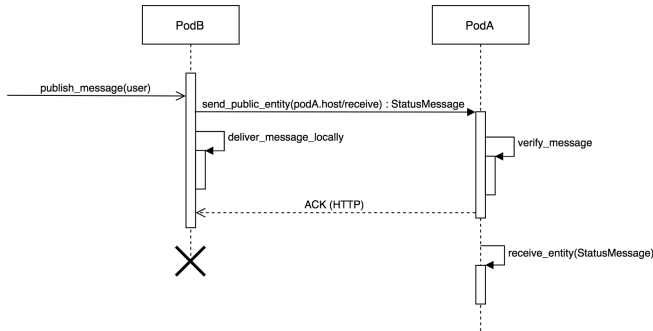 PodB
PodA
publish_message(user)
send_public_entity(podA.host/receive) : StatusMessage
deliver_message_locally
verify_message
ACK (HTTP)
receive_entity(StatusMessage)